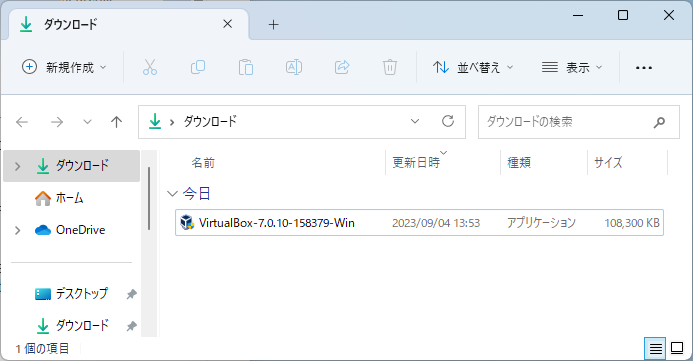 ダウンロード
新規作成
並べ替え
表示
ダウンロード
ダウンロードの検索
ダウンロード
ホーム
OneDrive
デスクトップ
ダウンロード
名前 更新日時 種類 サイズ
今日
VirtualBox-7.0.10-158379-Win 2023/09/04 13:53 アプリケーション 108,300 KB
1 個の項目